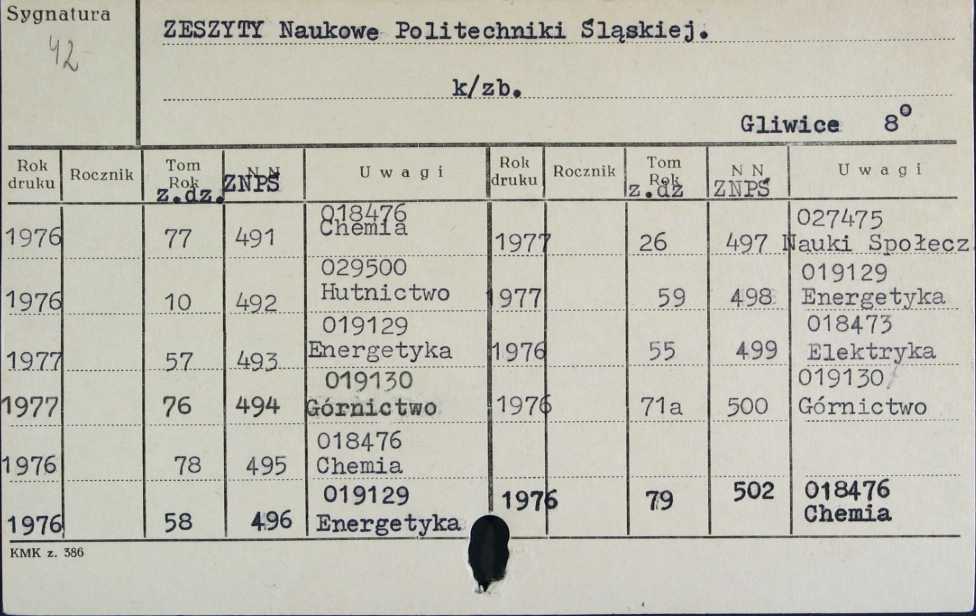 Sygnatura
42
ZESZYTY Naukowe Politechniki Śląskiej.
k/zb.
Gliwice 8°
Rok druku Rocznik Tom Rok z.dz. N N ZNPŚ Uwagi Rok druku Rocznik Tom Rok z.dz N N ZNPŚ Uwagi
1976 77 491 018476 Chemia 1977 26 497 027475 Nauki Społecz
1976 10 492 029500 Hutnictwo 1977 59 498 019129 Energetyka
1977 57 493 019129 Energetyka 1976 55 499 018473 Elektryka
1977 76 494 019130 Górnictwo 1976 71a 500 019130 Górnictwo
1976 78 495 018476 Chemia
1976 58 496 019129 Energetyka 1976 79 502 018476 Chemia
KMK z. 386